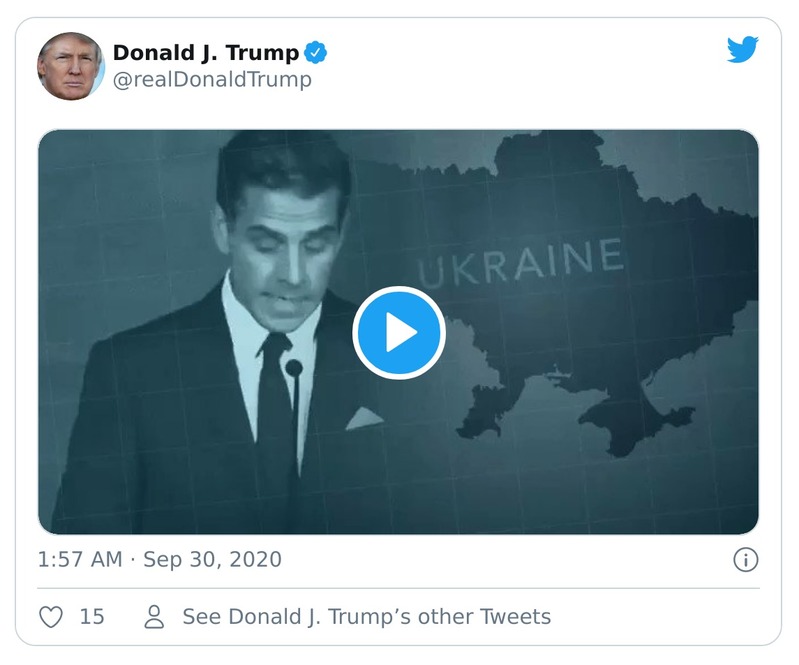 Donald J. Trump
@realDonaldTrump
UKRAINE
1:57 AM · Sep 30, 2020
15 See Donald J. Trump’s other Tweets